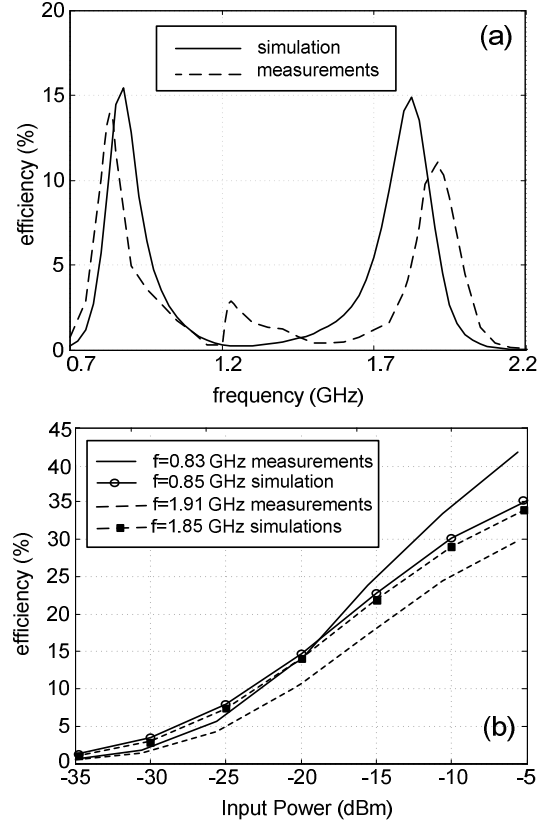 20
15
10
5
0
efficiency (%)
(a)
simulation
measurements
0.7 1.2 1.7 2.2
frequency (GHz)
45
40
35
30
25
20
15
10
5
0
efficiency (%)
f=0.83 GHz measurements
f=0.85 GHz simulation
f=1.91 GHz measurements
f=1.85 GHz simulations
(b)
-35 -30 -25 -20 -15 -10 -5
Input Power (dBm)